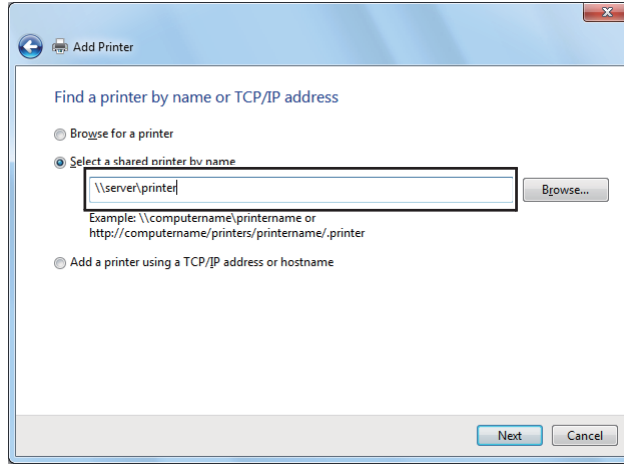 Add Printer
Find a printer by name or TCP/IP address
Browse for a printer
Select a shared printer by name
\\server\printer
Browse...
Example: \\computername\printername or
http://computername/printers/printername/.printer
Add a printer using a TCP/IP address or hostname
Next
Cancel